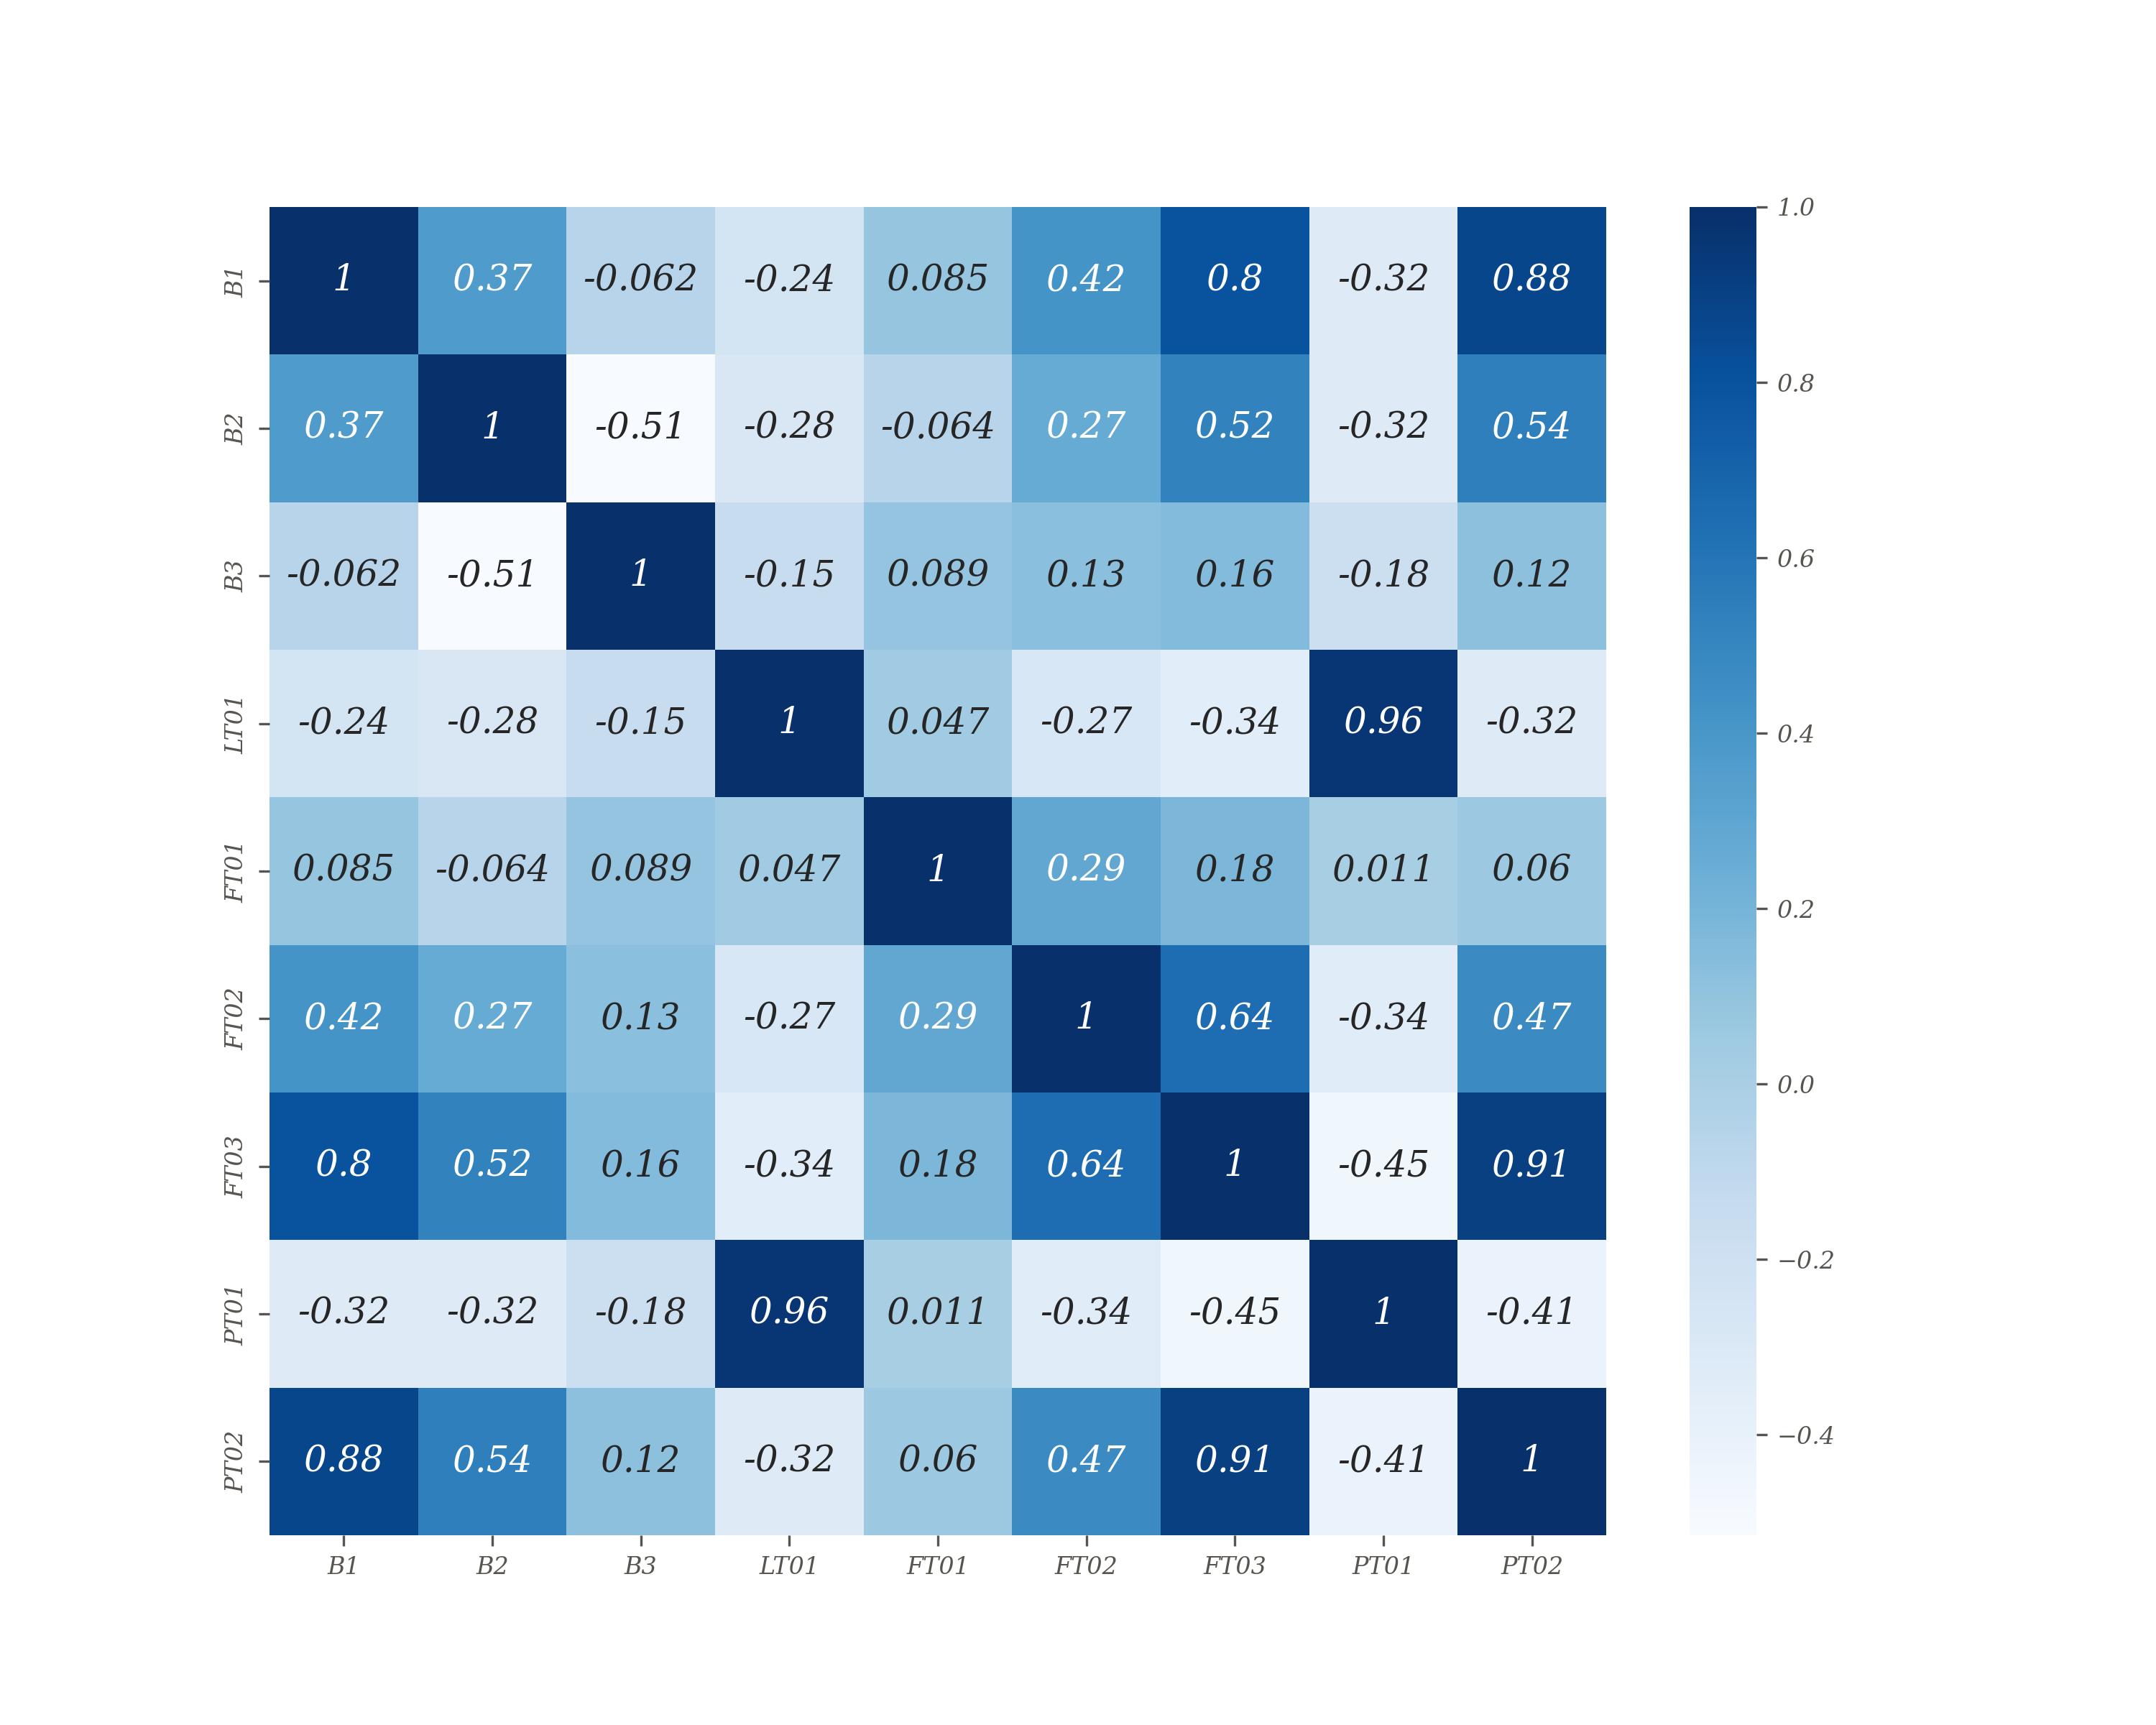 B1 1 0.37 -0.062 -0.24 0.085 0.42 0.8 -0.32 0.88
B2 0.37 1 -0.51 -0.28 -0.064 0.27 0.52 -0.32 0.54
B3 -0.062 -0.51 1 -0.15 0.089 0.13 0.16 -0.18 0.12
LT01 -0.24 -0.28 -0.15 1 0.047 -0.27 -0.34 0.96 -0.32
FT01 0.085 -0.064 0.089 0.047 1 0.29 0.18 0.011 0.06
FT02 0.42 0.27 0.13 -0.27 0.29 1 0.64 -0.34 0.47
FT03 0.8 0.52 0.16 -0.34 0.18 0.64 1 -0.45 0.91
PT01 -0.32 -0.32 -0.18 0.96 0.011 -0.34 -0.45 1 -0.41
PT02 0.88 0.54 0.12 -0.32 0.06 0.47 0.91 -0.41 1
B1 B2 B3 LT01 FT01 FT02 FT03 PT01 PT02
1.0
0.8
0.6
0.4
0.2
0.0
−0.2
−0.4